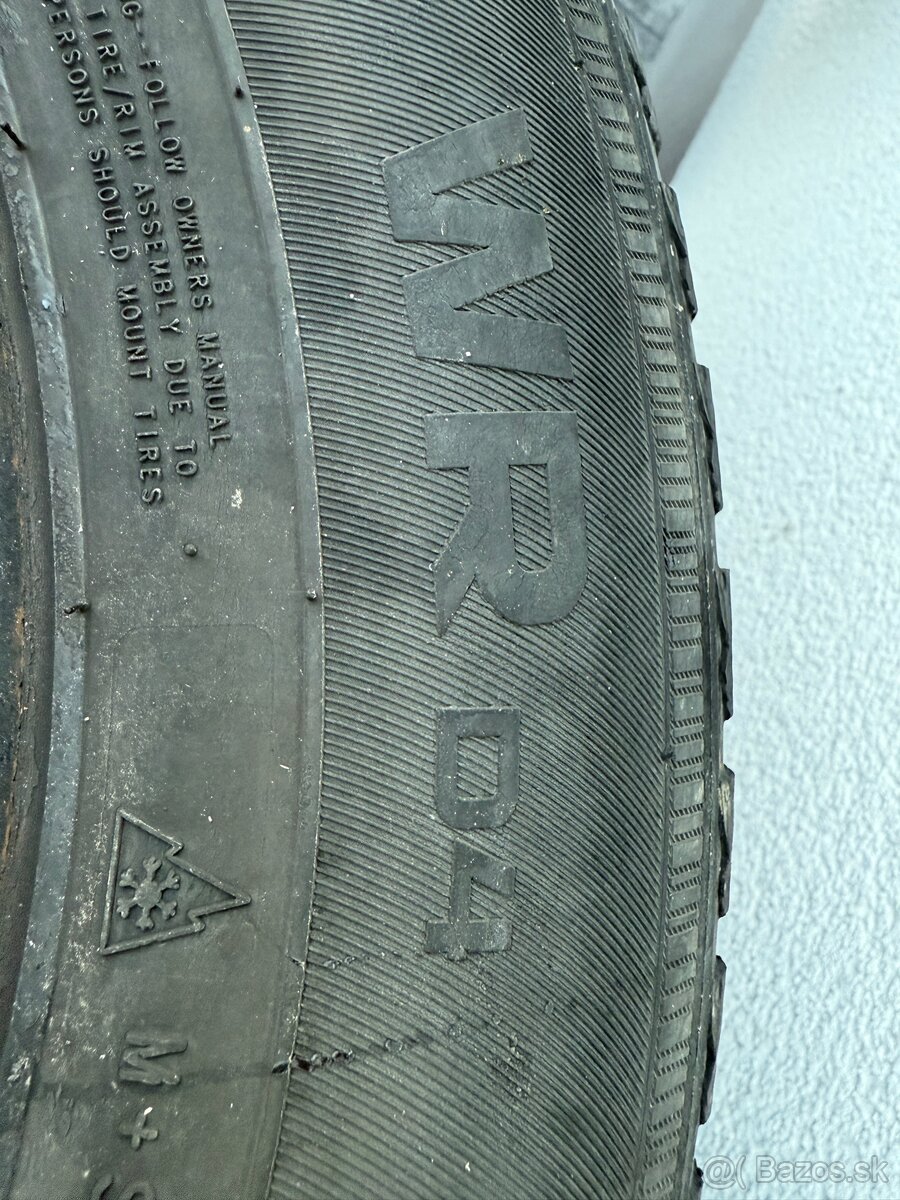 FOLLOW OWNERS MANUAL
TIRE/RIM ASSEMBLY DUE TO
PERSONS SHOULD MOUNT TIRES
WR D4
M+S
Bazos.sk